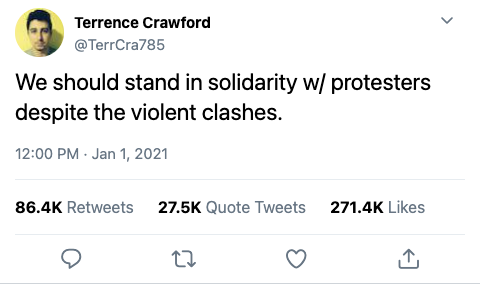 Terrence Crawford
@TerrCra785
We should stand in solidarity w/ protesters
despite the violent clashes.
12:00 PM · Jan 1, 2021
86.4K Retweets 27.5K Quote Tweets 271.4K Likes